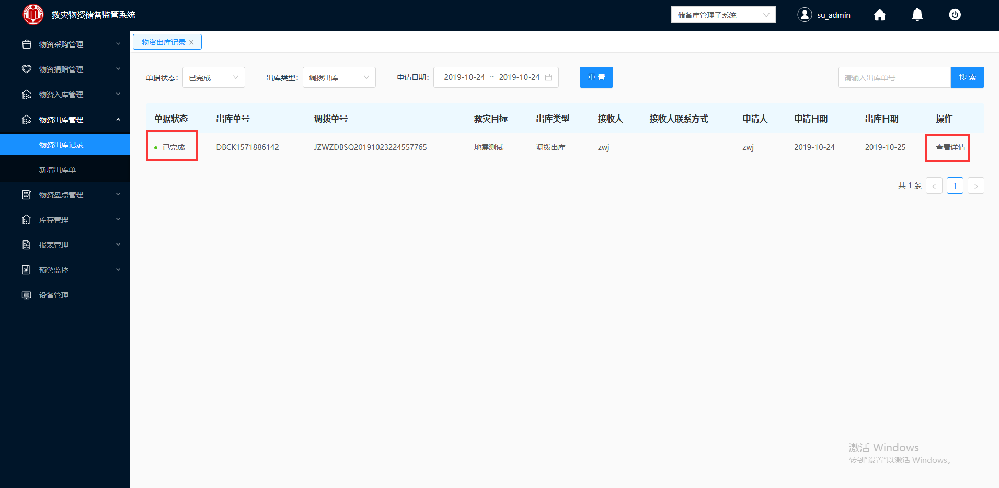 救灾物资储备监管系统
储备库管理子系统
su_admin
物资采购管理
物资捐赠管理
物资入库管理
物资出库管理
物资出库记录
新增出库单
物资盘点管理
库存管理
报表管理
预警监控
设备管理
物资出库记录
单据状态: 已完成 出库类型: 调拨出库 申请日期: 2019-10-24 ~ 2019-10-24 重 置 请输入出库单号 搜 索
单据状态 出库单号 调拨单号 救灾目标 出库类型 接收人 接收人联系方式 申请人 申请日期 出库日期 操作
已完成 DBCK1571886142 JZWZDBSQ20191023224557765 地震测试 调拨出库 zwj zwj 2019-10-24 2019-10-25 查看详情
共 1 条 < 1 >
激活 Windows
转到"设置"以激活 Windows。